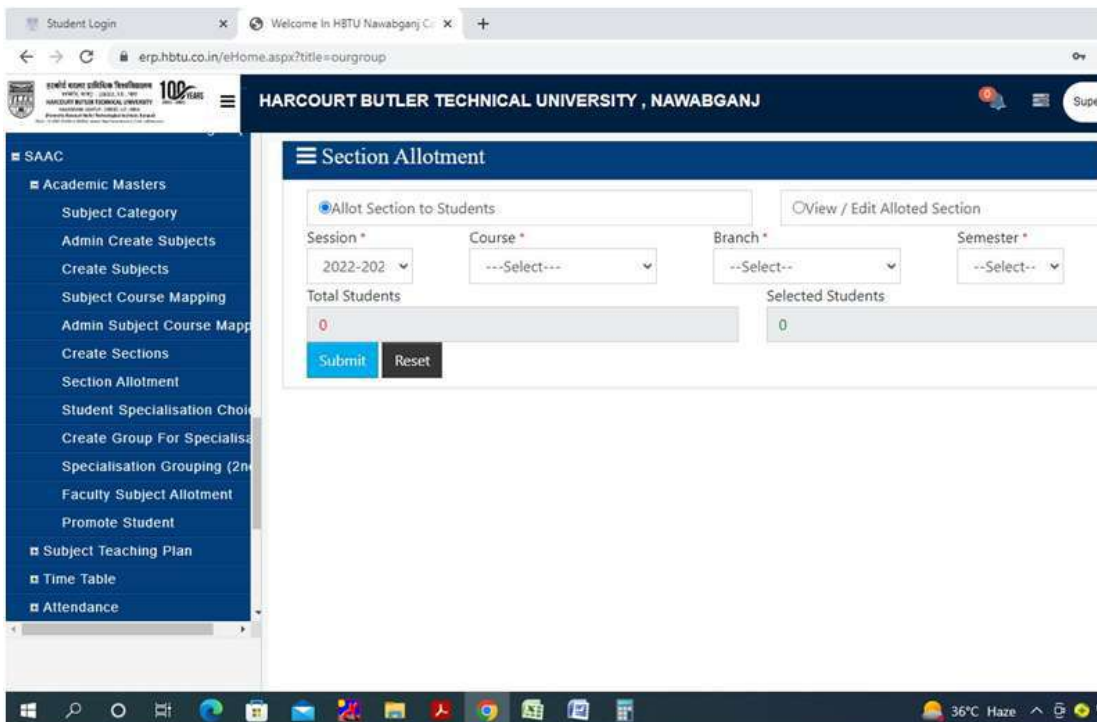 Student Login
Welcome In HBTU Nawabganj C
erp.hbtu.co.in/eHome.aspx?title=ourgroup
100 YEARS
HARCOURT BUTLER TECHNICAL UNIVERSITY , NAWABGANJ
0
Supe
SAAC
Academic Masters
Subject Category
Admin Create Subjects
Create Subjects
Subject Course Mapping
Admin Subject Course Mapp
Create Sections
Section Allotment
Student Specialisation Choic
Create Group For Specialisa
Specialisation Grouping (2n
Faculty Subject Allotment
Promote Student
Subject Teaching Plan
Time Table
Attendance
Section Allotment
Allot Section to Students
View / Edit Alloted Section
Session * Course * Branch * Semester *
2022-202 ---Select--- --Select-- --Select--
Total Students Selected Students
0 0
Submit Reset
36°C Haze